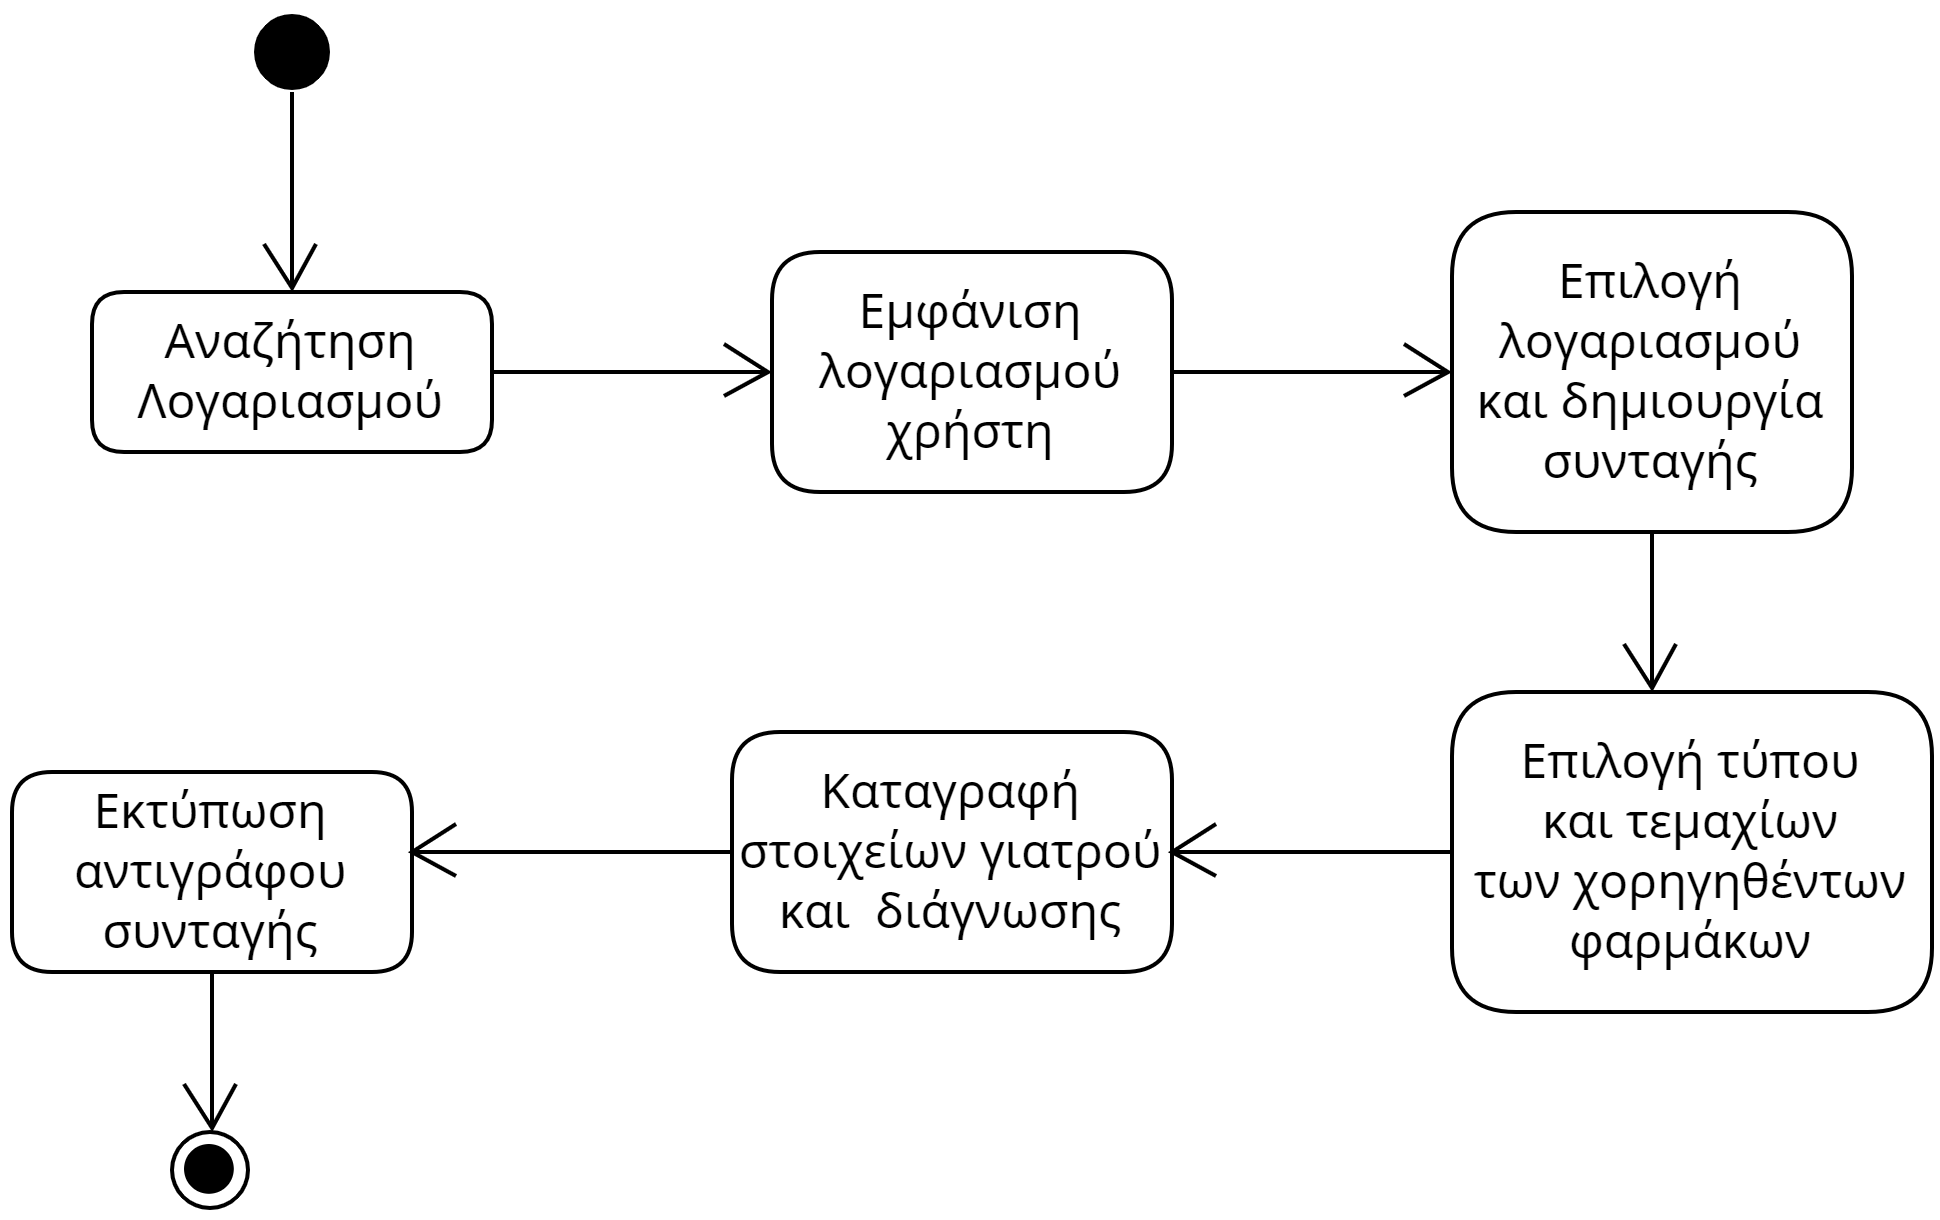 Αναζήτηση
Λογαριασμού
Εμφάνιση
λογαριασμού
χρήστη
Επιλογή
λογαριασμού
και δημιουργία
συνταγής
Επιλογή τύπου
και τεμαχίων
των χορηγηθέντων
φαρμάκων
Καταγραφή
στοιχείων γιατρού
και  διάγνωσης
Εκτύπωση
αντιγράφου
συνταγής